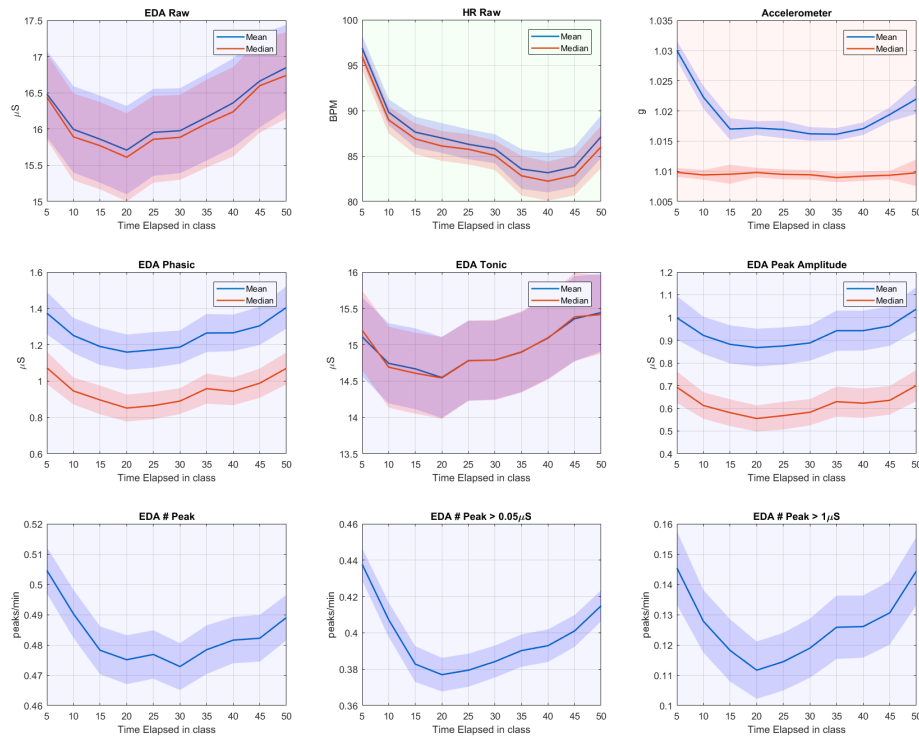 EDA Raw
17.5
17
16.5
16
15.5
15
μS
5 10 15 20 25 30 35 40 45 50
Time Elapsed in class
Mean
Median
HR Raw
100
95
90
85
80
BPM
5 10 15 20 25 30 35 40 45 50
Time Elapsed in class
Mean
Median
Accelerometer
1.035
1.03
1.025
1.02
1.015
1.01
1.005
g
5 10 15 20 25 30 35 40 45 50
Time Elapsed in class
Mean
Median
EDA Phasic
1.6
1.4
1.2
1
0.8
0.6
μS
5 10 15 20 25 30 35 40 45 50
Time Elapsed in class
Mean
Median
EDA Tonic
16
15.5
15
14.5
14
13.5
μS
5 10 15 20 25 30 35 40 45 50
Time Elapsed in class
Mean
Median
EDA Peak Amplitude
1.2
1.1
1
0.9
0.8
0.7
0.6
0.5
0.4
μS
5 10 15 20 25 30 35 40 45 50
Time Elapsed in class
Mean
Median
EDA # Peak
0.52
0.51
0.5
0.49
0.48
0.47
0.46
peaks/min
5 10 15 20 25 30 35 40 45 50
Time Elapsed in class
EDA # Peak > 0.05μS
0.46
0.44
0.42
0.4
0.38
0.36
peaks/min
5 10 15 20 25 30 35 40 45 50
Time Elapsed in class
EDA # Peak > 1μS
0.16
0.15
0.14
0.13
0.12
0.11
0.1
peaks/min
5 10 15 20 25 30 35 40 45 50
Time Elapsed in class